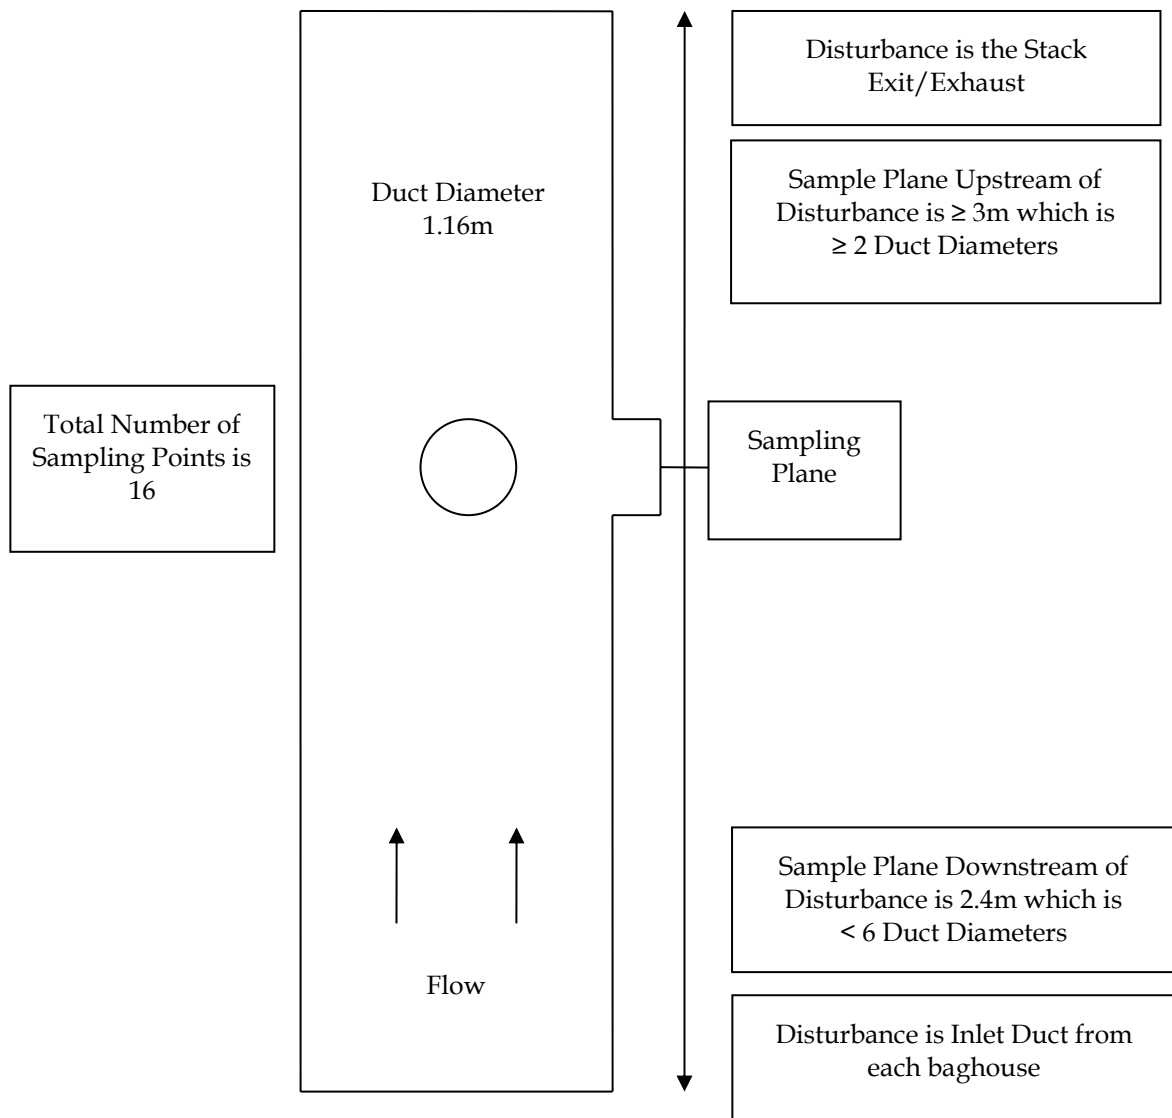 Disturbance is the Stack
Exit/Exhaust
Sample Plane Upstream of
Disturbance is ≥ 3m which is
≥ 2 Duct Diameters
Duct Diameter
1.16m
Total Number of
Sampling Points is
16
Sampling
Plane
Sample Plane Downstream of
Disturbance is 2.4m which is
< 6 Duct Diameters
Flow
Disturbance is Inlet Duct from
each baghouse